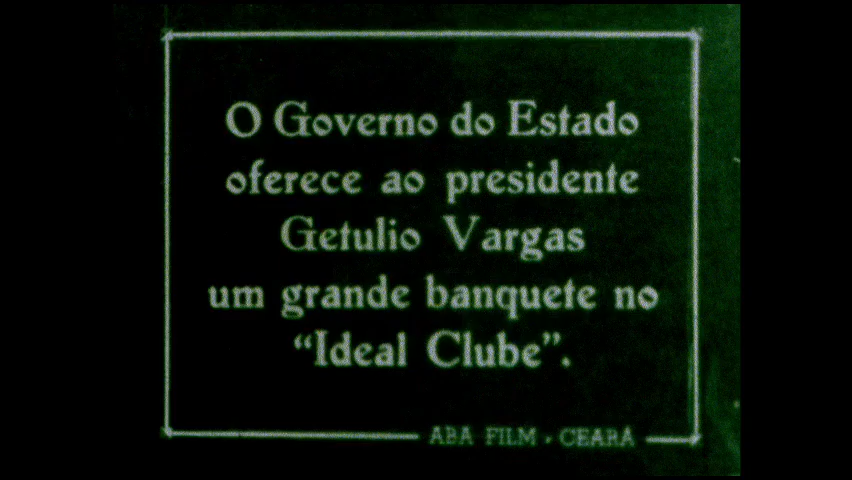 O Governo do Estado
oferece ao presidente
Getulio Vargas
um grande banquete no
“Ideal Clube”.
ABA FILM - CEARÁ